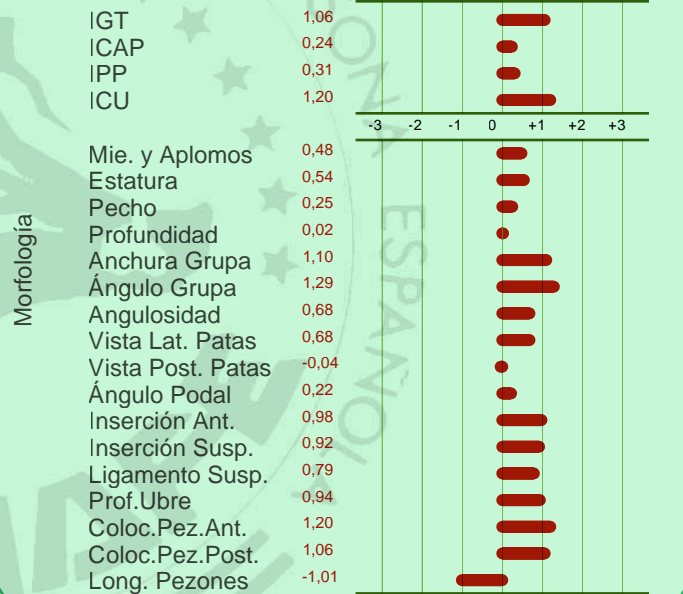 IGT 1,06
ICAP 0,24
IPP 0,31
ICU 1,20
-3 -2 -1 0 +1 +2 +3
Morfología
Mie. y Aplomos 0,48
Estatura 0,54
Pecho 0,25
Profundidad 0,02
Anchura Grupa 1,10
Ángulo Grupa 1,29
Angulosidad 0,68
Vista Lat. Patas 0,68
Vista Post. Patas -0,04
Ángulo Podal 0,22
Inserción Ant. 0,98
Inserción Susp. 0,92
Ligamento Susp. 0,79
Prof.Ubre 0,94
Coloc.Pez.Ant. 1,20
Coloc.Pez.Post. 1,06
Long. Pezones -1,01
ESPAÑOLA